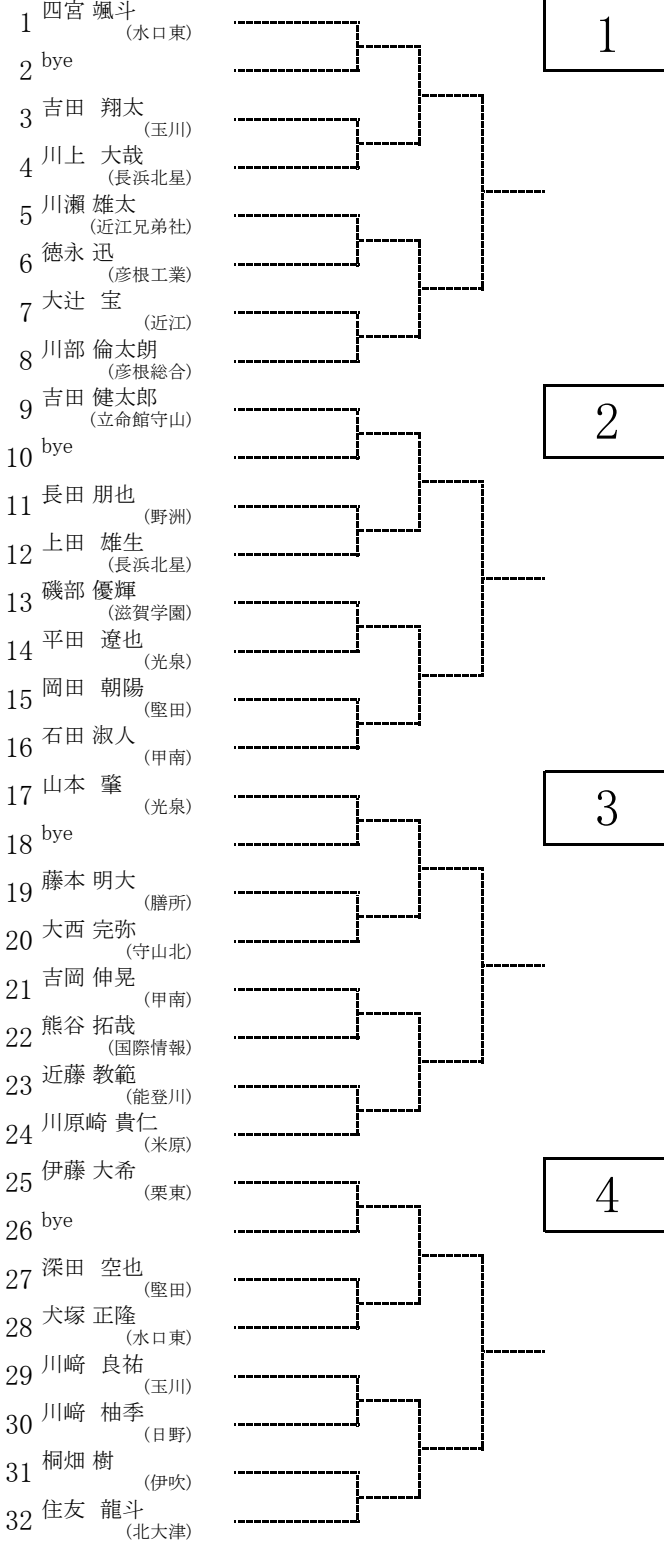 1 四宮 颯斗
(水口東)
1
2 bye
3 吉田 翔太
(玉川)
4 川上 大哉
(長浜北星)
5 川瀬 雄太
(近江兄弟社)
6 徳永 迅
(彦根工業)
7 大辻 宝
(近江)
8 川部 倫太朗
(彦根総合)
9 吉田 健太郎
(立命館守山)
2
10 bye
11 長田 朋也
(野洲)
12 上田 雄生
(長浜北星)
13 磯部 優輝
(滋賀学園)
14 平田 遼也
(光泉)
15 岡田 朝陽
(堅田)
16 石田 淑人
(甲南)
17 山本 肇
(光泉)
3
18 bye
19 藤本 明大
(膳所)
20 大西 完弥
(守山北)
21 吉岡 伸晃
(甲南)
22 熊谷 拓哉
(国際情報)
23 近藤 教範
(能登川)
24 川原崎 貴仁
(米原)
25 伊藤 大希
(栗東)
4
26 bye
27 深田 空也
(堅田)
28 犬塚 正隆
(水口東)
29 川﨑 良祐
(玉川)
30 川﨑 柚季
(日野)
31 桐畑 樹
(伊吹)
32 住友 龍斗
(北大津)